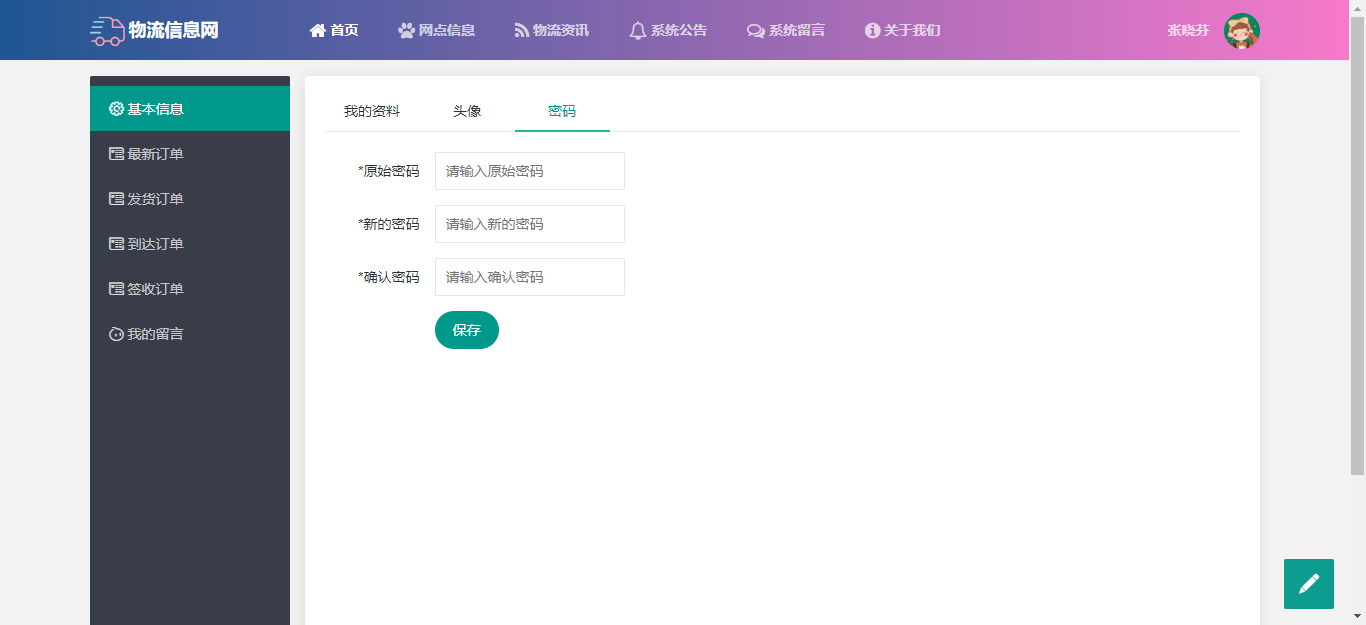 物流信息网 首页 网点信息 物流资讯 系统公告 系统留言 关于我们 张晓芬
基本信息
最新订单
发货订单
到达订单
签收订单
我的留言
我的资料 头像 密码
*原始密码 请输入原始密码
*新的密码 请输入新的密码
*确认密码 请输入确认密码
保存